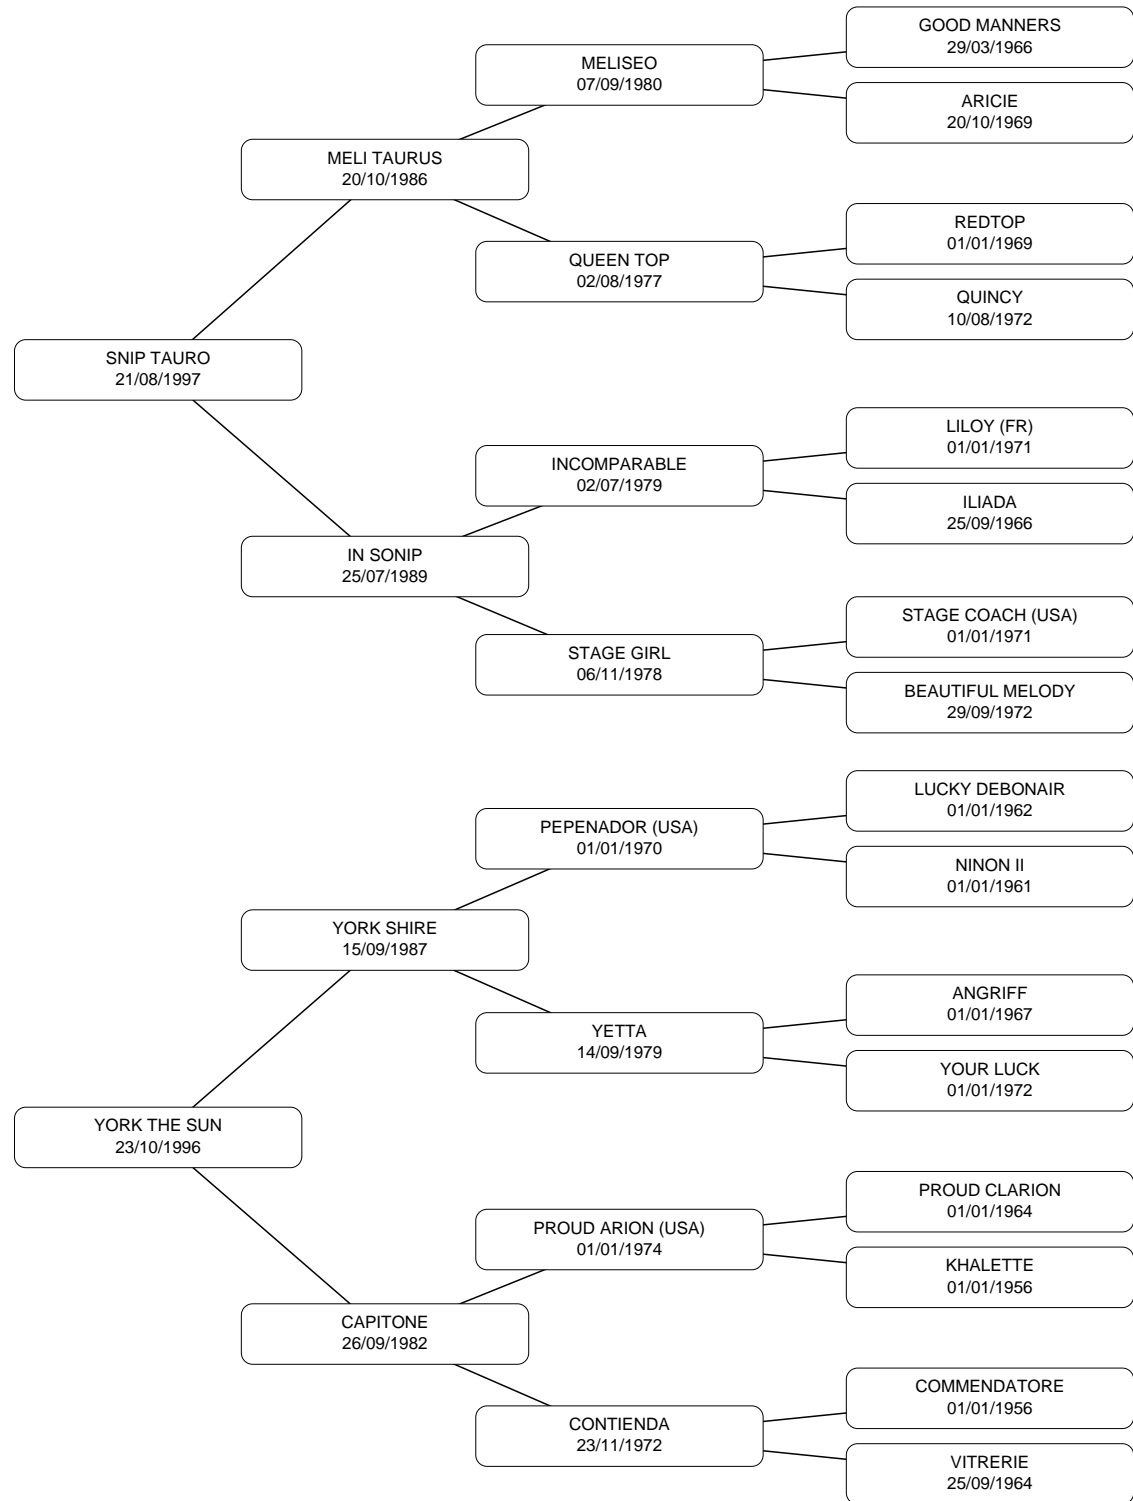 GOOD MANNERS
29/03/1966
MELISEO
07/09/1980
ARICIE
20/10/1969
MELI TAURUS
20/10/1986
REDTOP
01/01/1969
QUEEN TOP
02/08/1977
QUINCY
10/08/1972
SNIP TAURO
21/08/1997
LILOY (FR)
01/01/1971
INCOMPARABLE
02/07/1979
ILIADA
25/09/1966
IN SONIP
25/07/1989
STAGE COACH (USA)
01/01/1971
STAGE GIRL
06/11/1978
BEAUTIFUL MELODY
29/09/1972
LUCKY DEBONAIR
01/01/1962
PEPENADOR (USA)
01/01/1970
NINON II
01/01/1961
YORK SHIRE
15/09/1987
ANGRIFF
01/01/1967
YETTA
14/09/1979
YOUR LUCK
01/01/1972
YORK THE SUN
23/10/1996
PROUD CLARION
01/01/1964
PROUD ARION (USA)
01/01/1974
KHALETTE
01/01/1956
CAPITONE
26/09/1982
COMMENDATORE
01/01/1956
CONTIENDA
23/11/1972
VITRERIE
25/09/1964